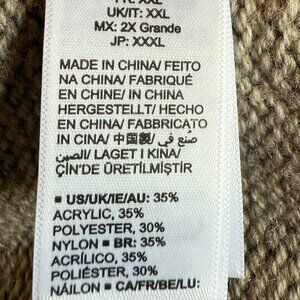 UK/IT: XXL
MX: 2X Grande
JP: XXXL
MADE IN CHINA/ FEITO
NA CHINA/ FABRIQUÉ
EN CHINE/ IN CHINA
HERGESTELLT/ HECHO
EN CHINA/ FABBRICATO
IN CINA/ 中国製/ صُنع في
الصين/ LAGET I KINA/
ÇİN'DE ÜRETİLMİŞTİR
■ US/UK/IE/AU: 35%
ACRYLIC, 35%
POLYESTER, 30%
NYLON ■ BR: 35%
ACRÍLICO, 35%
POLIÉSTER, 30%
NÁILON ■ CA/FR/BE/LU: